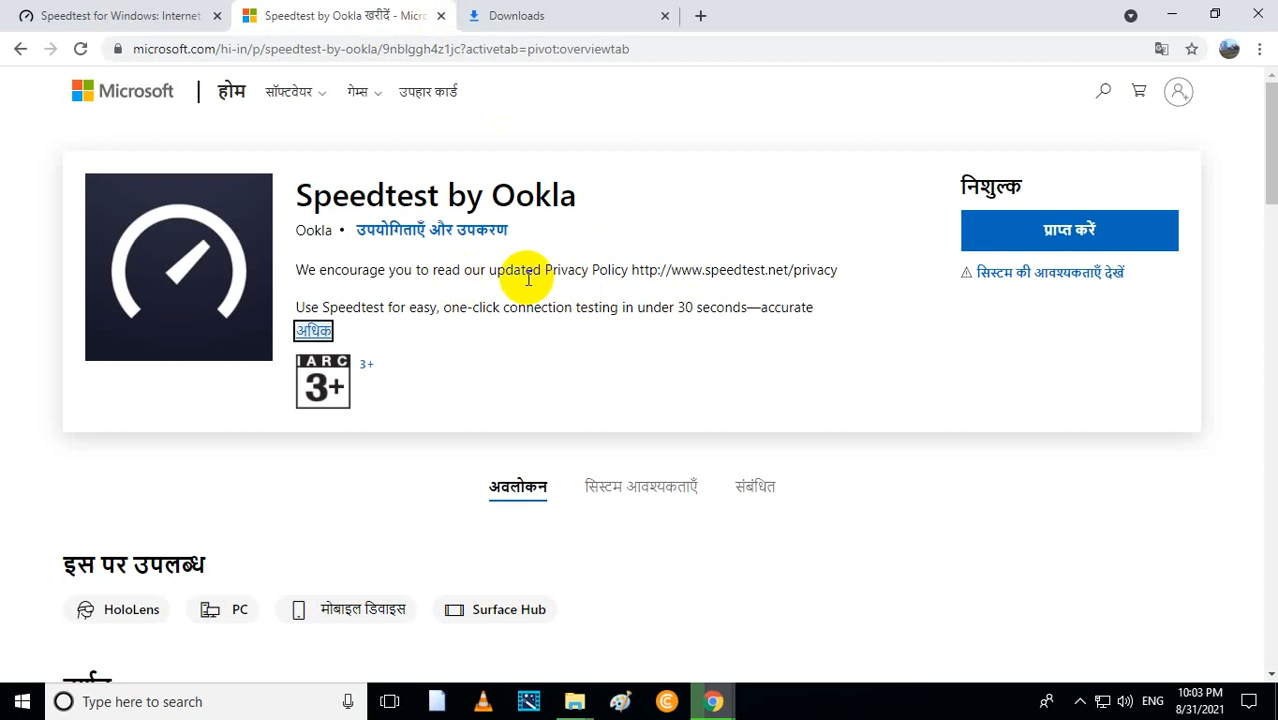 Speedtest for Windows: Internet
Speedtest by Ookla खरीदें - Micro
Downloads
microsoft.com/hi-in/p/speedtest-by-ookla/9nblggh4z1jc?activetab=pivot:overviewtab
Microsoft
होम
सॉफ्टवेयर
गेम्स
उपहार कार्ड
Speedtest by Ookla
Ookla • उपयोगिताएँ और उपकरण
We encourage you to read our updated Privacy Policy http://www.speedtest.net/privacy
Use Speedtest for easy, one-click connection testing in under 30 seconds—accurate
अधिक
IARC
3+
3+
निशुल्क
प्राप्त करें
सिस्टम की आवश्यकताएँ देखें
अवलोकन
सिस्टम आवश्यकताएँ
संबंधित
इस पर उपलब्ध
HoloLens
PC
मोबाइल डिवाइस
Surface Hub
Type here to search
ENG
10:03 PM
8/31/2021